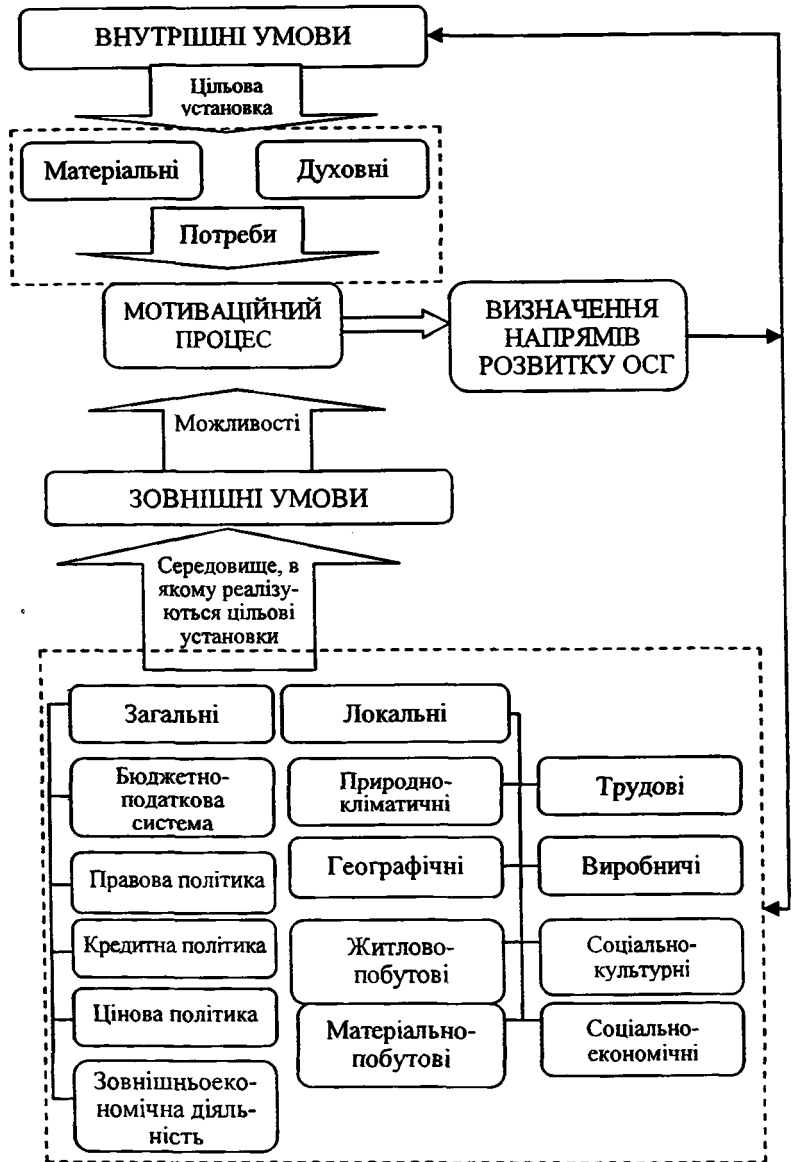 ВНУТРІШНІ УМОВИ
Цільова
установка
Матеріальні
Духовні
Потреби
МОТИВАЦІЙНИЙ
ПРОЦЕС
ВИЗНАЧЕННЯ
НАПРЯМІВ
РОЗВИТКУ ОСГ
Можливості
ЗОВНІШНІ УМОВИ
Середовище, в
якому реалізу-
ються цільові
установки
Загальні
Бюджетно-
податкова
система
Правова політика
Кредитна політика
Цінова політика
Зовнішньоеко-
номічна діяль-
ність
Локальні
Природно-
кліматичні
Географічні
Житлово-
побутові
Матеріально-
побутові
Трудові
Виробничі
Соціально-
культурні
Соціально-
економічні